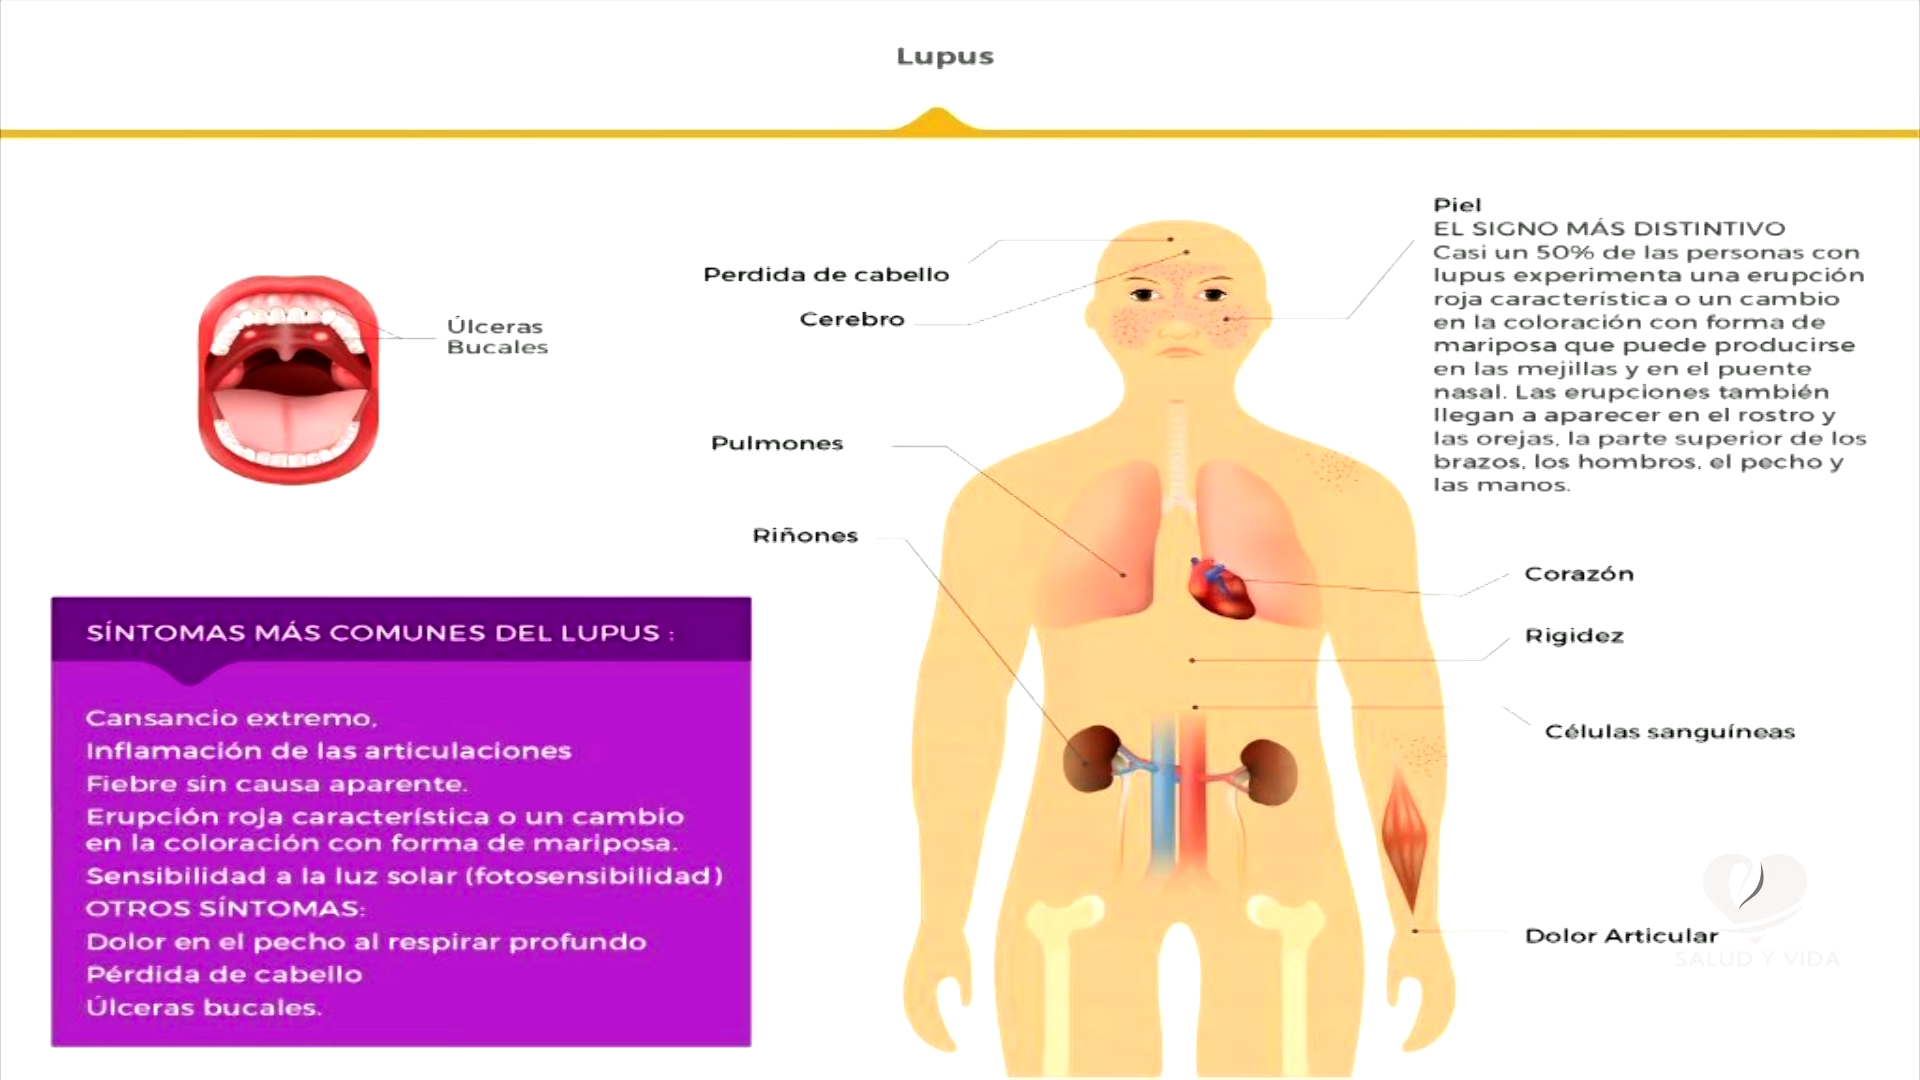 Lupus
Úlceras
Bucales
Perdida de cabello
Cerebro
Pulmones
Riñones
Piel
EL SIGNO MÁS DISTINTIVO
Casi un 50% de las personas con
lupus experimenta una erupción
roja característica o un cambio
en la coloración con forma de
mariposa que puede producirse
en las mejillas y en el puente
nasal. Las erupciones también
llegan a aparecer en el rostro y
las orejas, la parte superior de los
brazos, los hombros, el pecho y
las manos.
Corazón
Rigidez
Células sanguíneas
Dolor Articular
SALUD Y VIDA
SÍNTOMAS MÁS COMUNES DEL LUPUS :
Cansancio extremo,
Inflamación de las articulaciones
Fiebre sin causa aparente.
Erupción roja característica o un cambio
en la coloración con forma de mariposa.
Sensibilidad a la luz solar (fotosensibilidad)
OTROS SÍNTOMAS:
Dolor en el pecho al respirar profundo
Pérdida de cabello
Úlceras bucales.